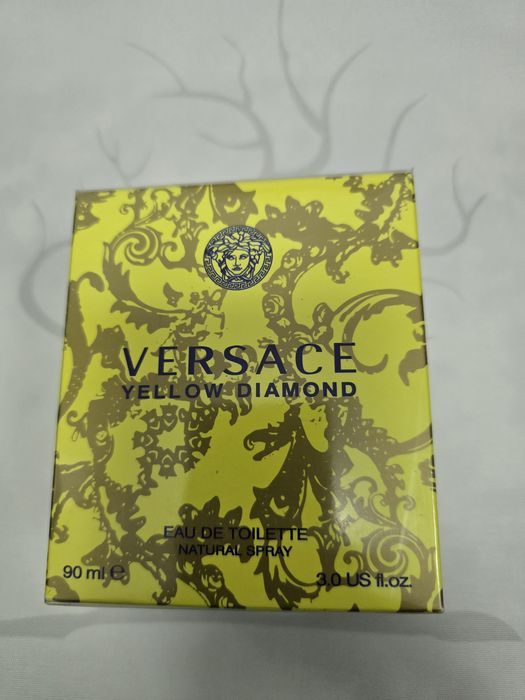 VERSACE
YELLOW DIAMOND
EAU DE TOILETTE
NATURAL SPRAY
90 ml ℮ 3.0 US fl.oz.